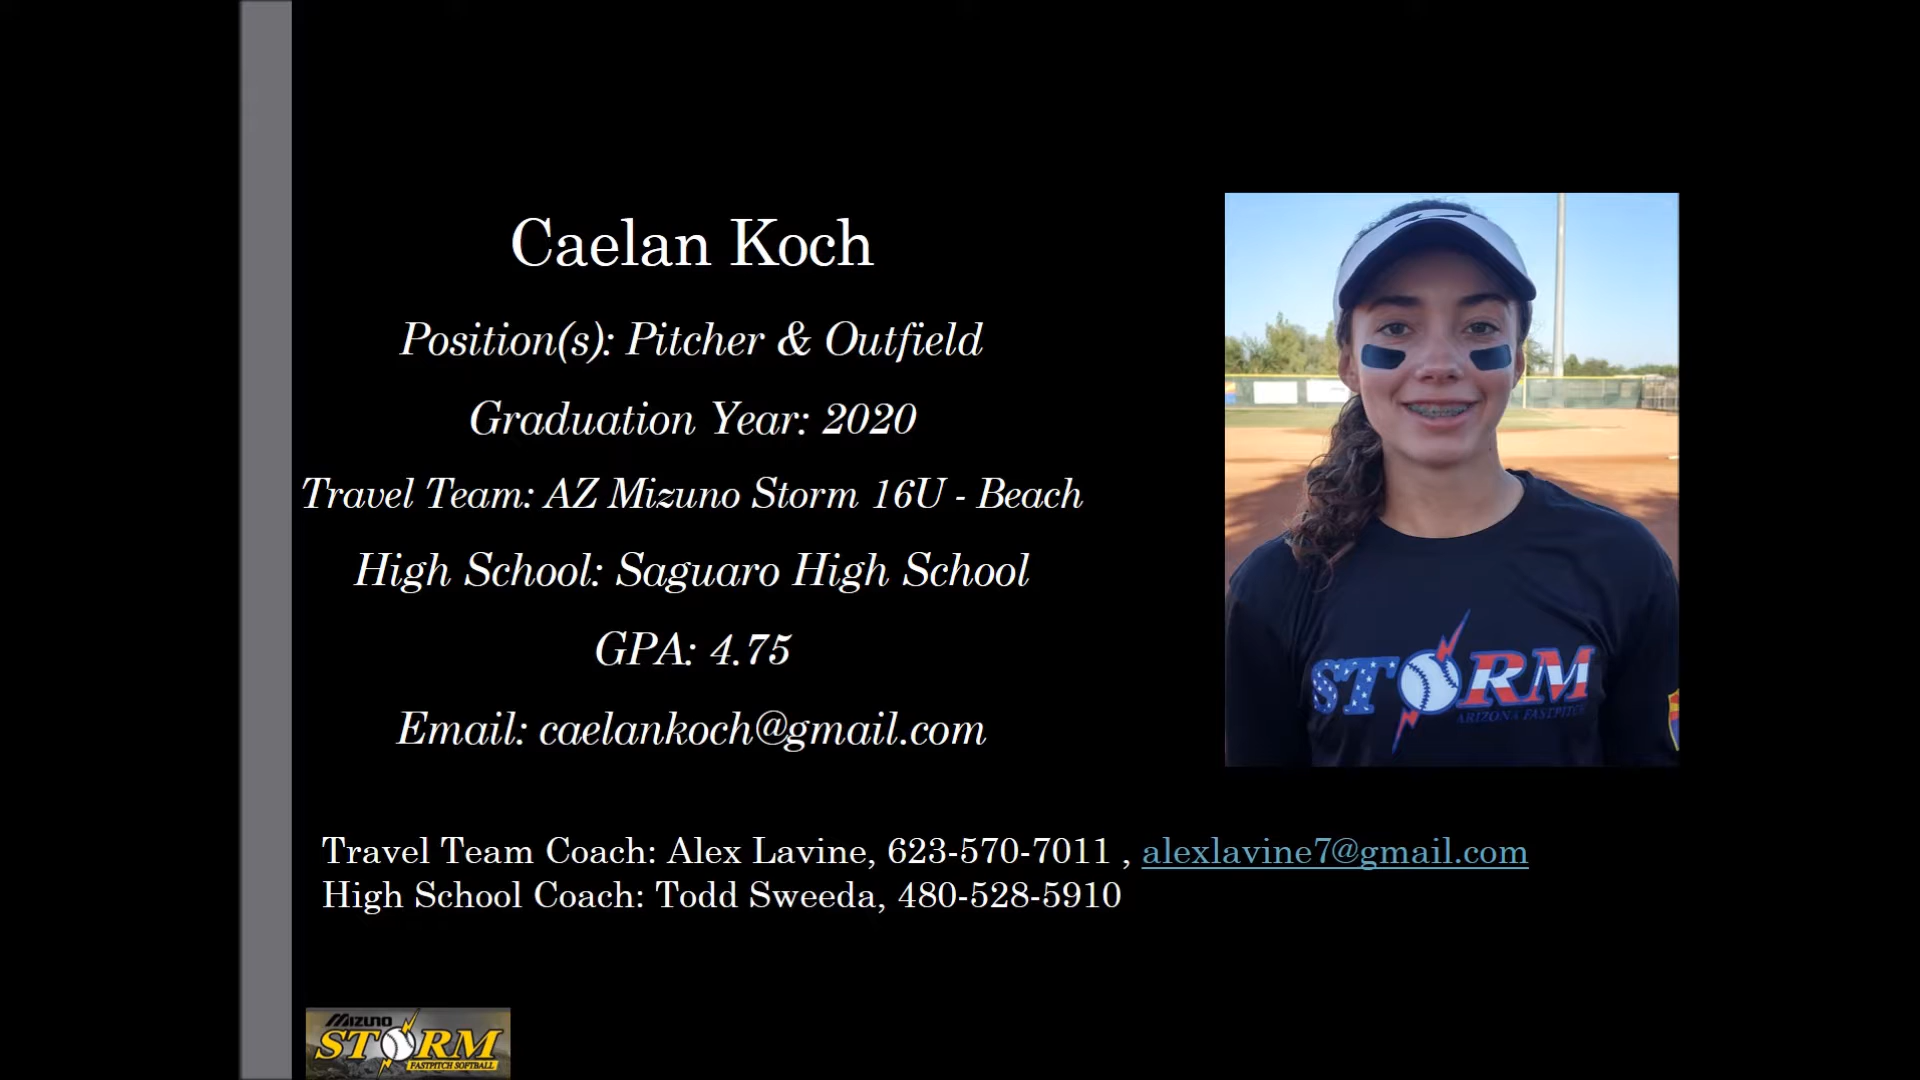 Caelan Koch
Position(s): Pitcher & Outfield
Graduation Year: 2020
Travel Team: AZ Mizuno Storm 16U - Beach
High School: Saguaro High School
GPA: 4.75
Email: caelankoch@gmail.com
STORM
ARIZONA FASTPITCH
Travel Team Coach: Alex Lavine, 623-570-7011 , alexlavine7@gmail.com
High School Coach: Todd Sweeda, 480-528-5910
MIZUNO
STORM
FASTPITCH SOFTBALL